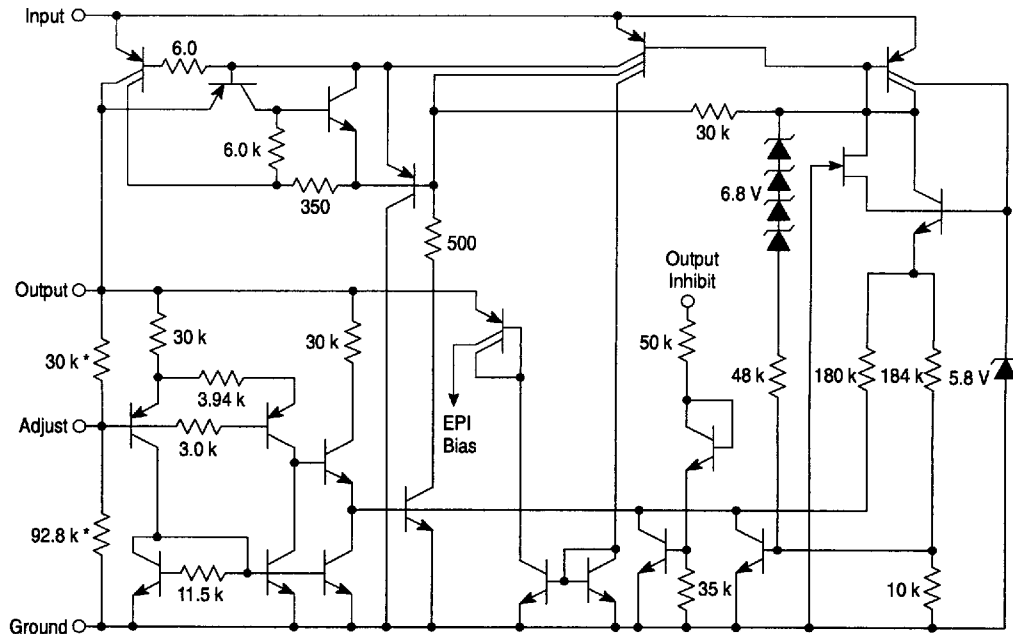 Input
6.0
6.0 k
350
30 k
6.8 V
500
Output
Inhibit
Output
30 k
30 k
50 k
30 k *
3.94 k
48 k
180 k
184 k
5.8 V
Adjust
3.0 k
EPI
Bias
92.8 k *
11.5 k
35 k
10 k
Ground